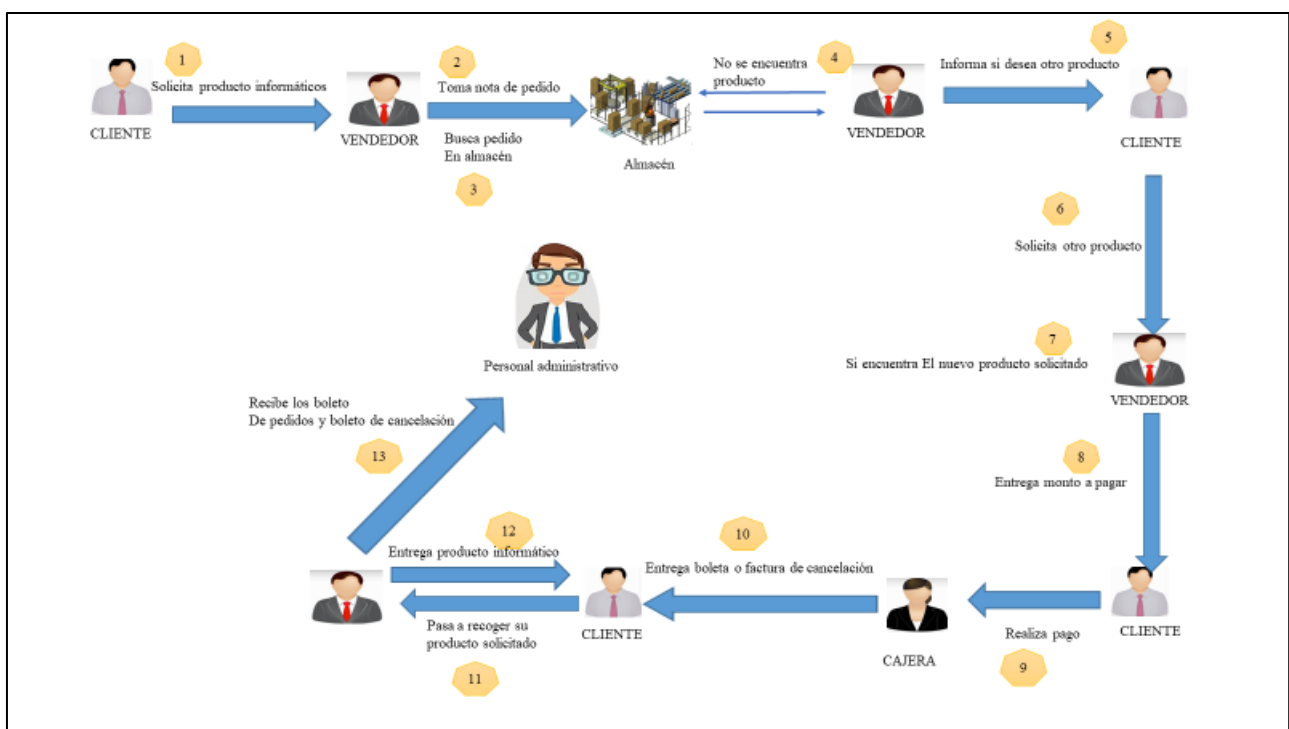 1
Solicita producto informáticos
CLIENTE
2
Toma nota de pedido
VENDEDOR
Busca pedido
En almacén
3
Almacén
No se encuentra
producto
4
VENDEDOR
5
Informa si desea otro producto
CLIENTE
6
Solicita otro producto
7
Si encuentra El nuevo producto solicitado
VENDEDOR
8
Entrega monto a pagar
CLIENTE
Realiza pago
9
CAJERA
10
Entrega boleta o factura de cancelación
CLIENTE
Pasa a recoger su
producto solicitado
11
12
Entrega producto informático
Recibe los boleto
De pedidos y boleto de cancelación
13
Personal administrativo